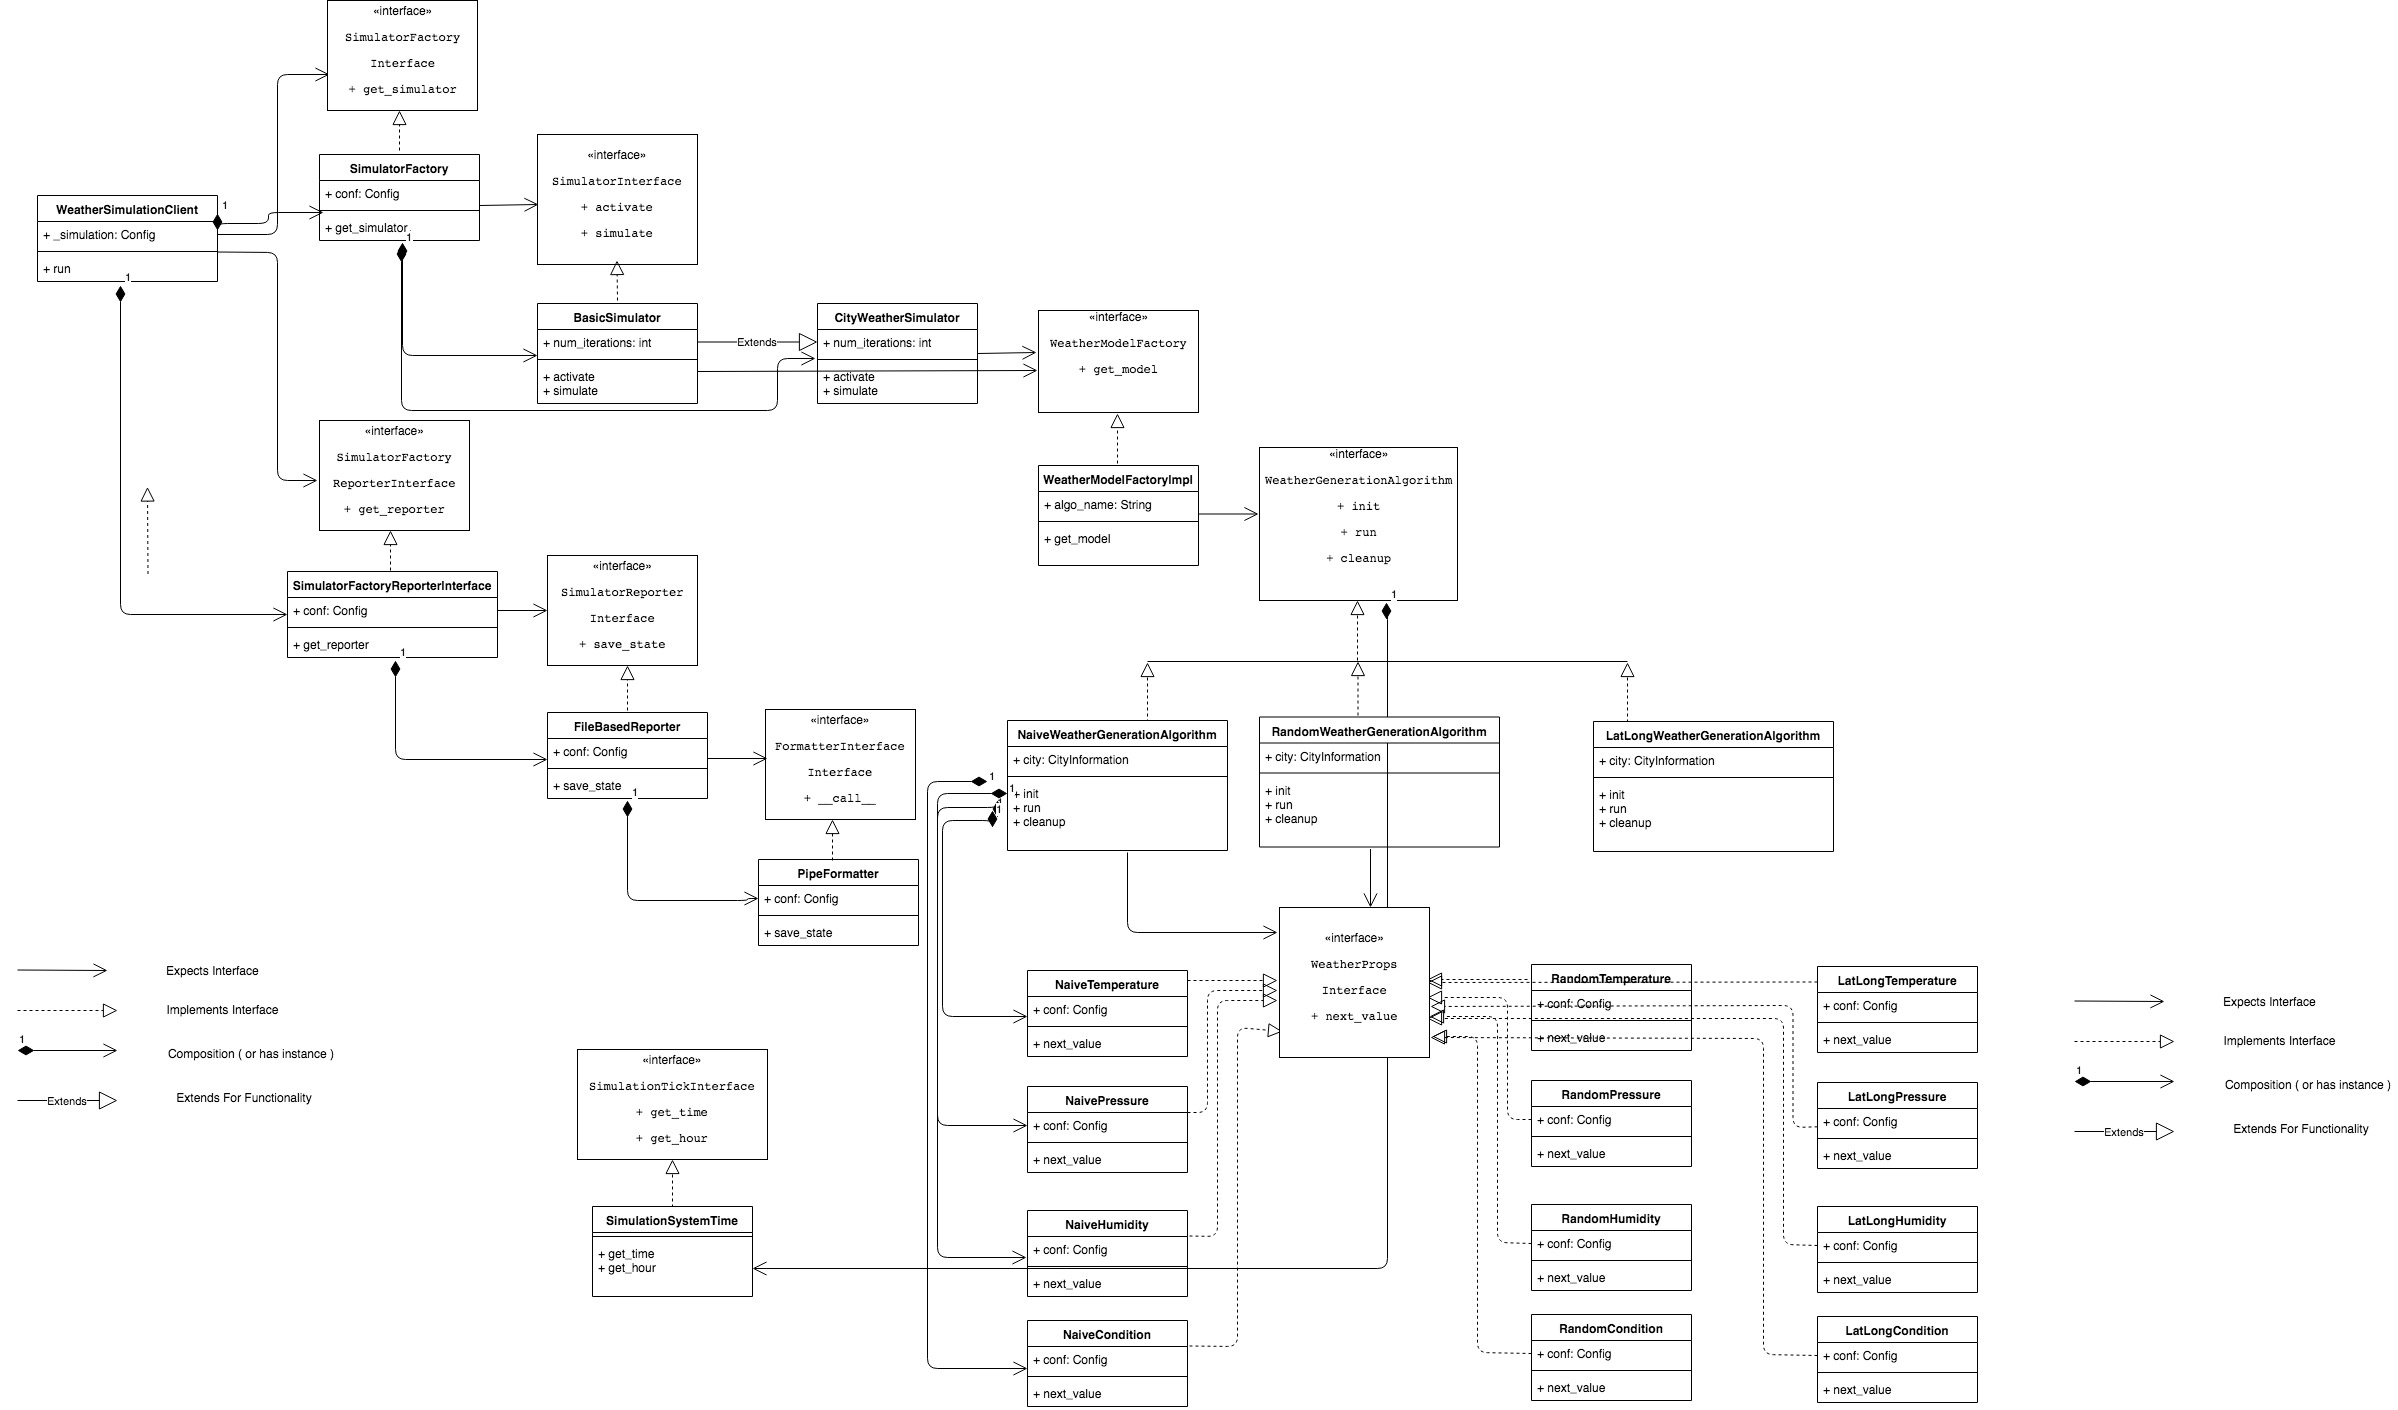 «interface»
SimulatorFactory
Interface
+ get_simulator
SimulatorFactory
+ conf: Config
+ get_simulator
1
«interface»
SimulatorInterface
+ activate
+ simulate
WeatherSimulationClient
+ _simulation: Config
+ run
1
1
BasicSimulator
+ num_iterations: int
+ activate
+ simulate
Extends
CityWeatherSimulator
+ num_iterations: int
+ activate
+ simulate
«interface»
WeatherModelFactory
+ get_model
«interface»
SimulatorFactory
ReporterInterface
+ get_reporter
WeatherModelFactoryImpl
+ algo_name: String
+ get_model
«interface»
WeatherGenerationAlgorithm
+ init
+ run
+ cleanup
1
SimulatorFactoryReporterInterface
+ conf: Config
+ get_reporter
1
«interface»
SimulatorReporter
Interface
+ save_state
FileBasedReporter
+ conf: Config
+ save_state
1
«interface»
FormatterInterface
Interface
+ __call__
PipeFormatter
+ conf: Config
+ save_state
NaiveWeatherGenerationAlgorithm
+ city: CityInformation
+ init
+ run
+ cleanup
1
1
1
1
RandomWeatherGenerationAlgorithm
+ city: CityInformation
+ init
+ run
+ cleanup
LatLongWeatherGenerationAlgorithm
+ city: CityInformation
+ init
+ run
+ cleanup
«interface»
WeatherProps
Interface
+ next_value
Expects Interface
Implements Interface
1
Composition ( or has instance )
Extends
Extends For Functionality
«interface»
SimulationTickInterface
+ get_time
+ get_hour
SimulationSystemTime
+ get_time
+ get_hour
NaiveTemperature
+ conf: Config
+ next_value
NaivePressure
+ conf: Config
+ next_value
NaiveHumidity
+ conf: Config
+ next_value
NaiveCondition
+ conf: Config
+ next_value
RandomTemperature
+ conf: Config
+ next_value
RandomPressure
+ conf: Config
+ next_value
RandomHumidity
+ conf: Config
+ next_value
RandomCondition
+ conf: Config
+ next_value
LatLongTemperature
+ conf: Config
+ next_value
LatLongPressure
+ conf: Config
+ next_value
LatLongHumidity
+ conf: Config
+ next_value
LatLongCondition
+ conf: Config
+ next_value
Expects Interface
Implements Interface
1
Composition ( or has instance )
Extends
Extends For Functionality